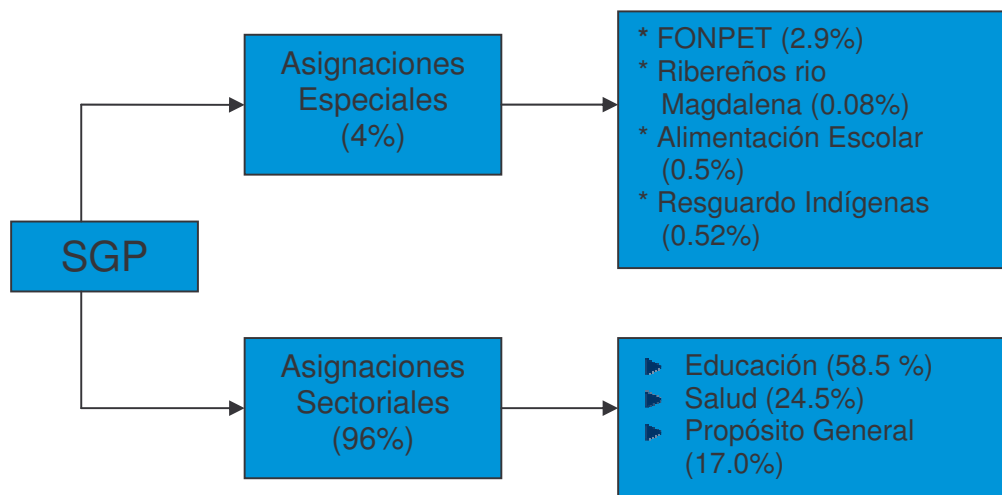 SGP
Asignaciones
Especiales
(4%)
* FONPET (2.9%)
* Ribereños rio
Magdalena (0.08%)
* Alimentación Escolar
(0.5%)
* Resguardo Indígenas
(0.52%)
Asignaciones
Sectoriales
(96%)
Educación (58.5 %)
Salud (24.5%)
Propósito General
(17.0%)